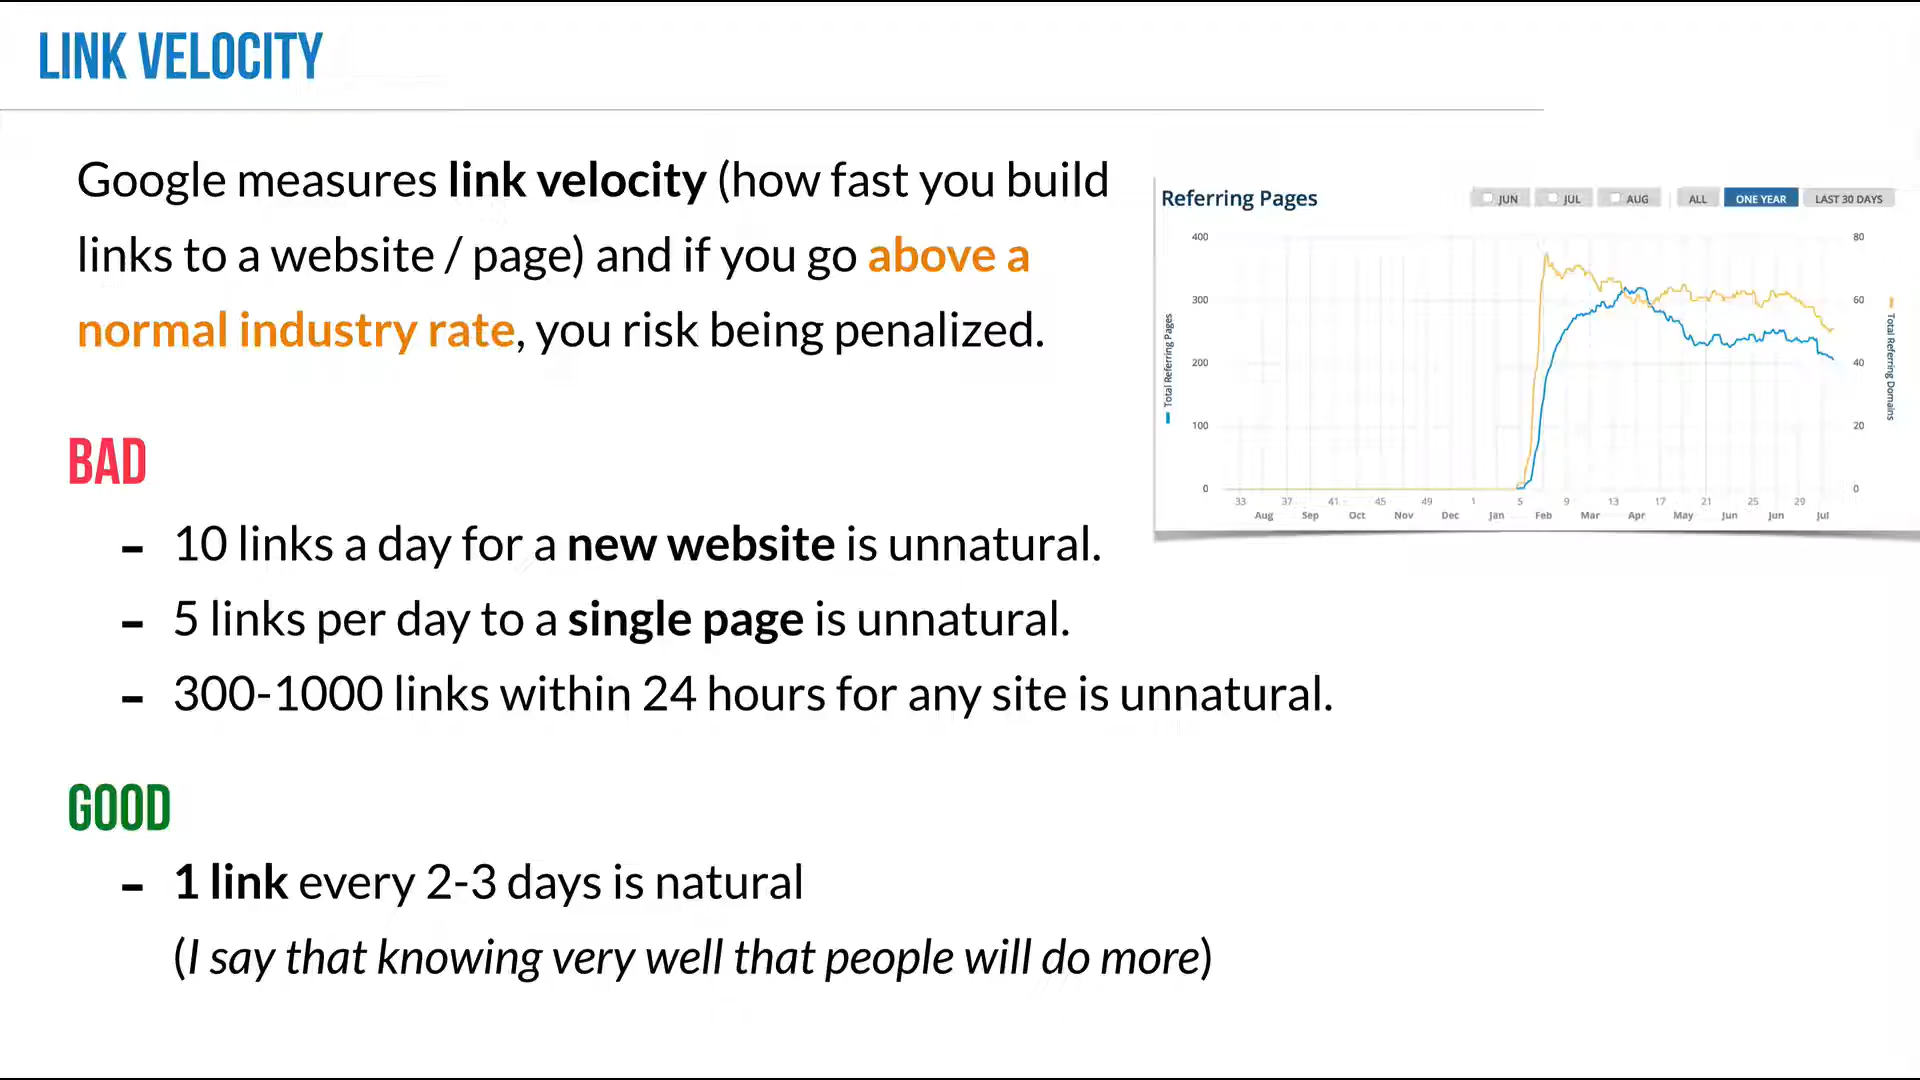 LINK VELOCITY
Google measures link velocity (how fast you build
links to a website / page) and if you go above a
normal industry rate, you risk being penalized.
Referring Pages
JUN JUL AUG ALL ONE YEAR LAST 30 DAYS
400 80
300 60
200 40
100 20
0 0
Total Referring Pages
Total Referring Domains
33 37 41 45 49 1 5 9 13 17 21 25 29
Aug Sep Oct Nov Dec Jan Feb Mar Apr May Jun Jun Jul
BAD
- 10 links a day for a new website is unnatural.
- 5 links per day to a single page is unnatural.
- 300-1000 links within 24 hours for any site is unnatural.
GOOD
- 1 link every 2-3 days is natural
(I say that knowing very well that people will do more)